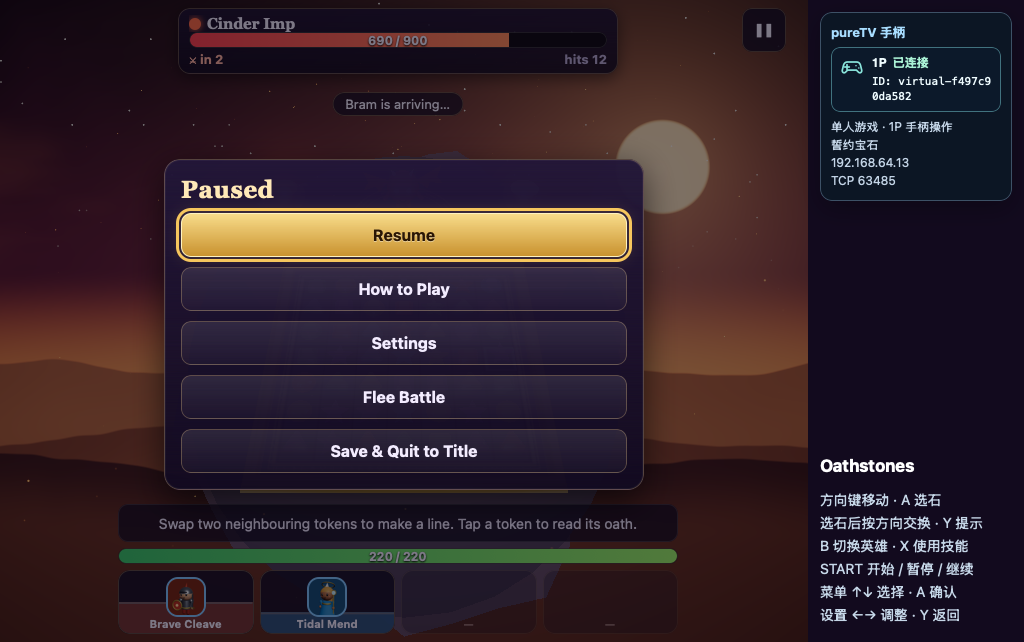 Cinder Imp
690 / 900
in 2
hits 12
Bram is arriving...
Paused
Resume
How to Play
Settings
Flee Battle
Save & Quit to Title
Swap two neighbouring tokens to make a line. Tap a token to read its oath.
220 / 220
Brave Cleave
Tidal Mend
—
—
pureTV 手柄
1P 已连接
ID: virtual-f497c9
0da582
单人游戏 · 1P 手柄操作
誓约宝石
192.168.64.13
TCP 63485
Oathstones
方向键移动 · A 选石
选石后按方向交换 · Y 提示
B 切换英雄 · X 使用技能
START 开始 / 暂停 / 继续
菜单 ↑↓ 选择 · A 确认
设置 ←→ 调整 · Y 返回